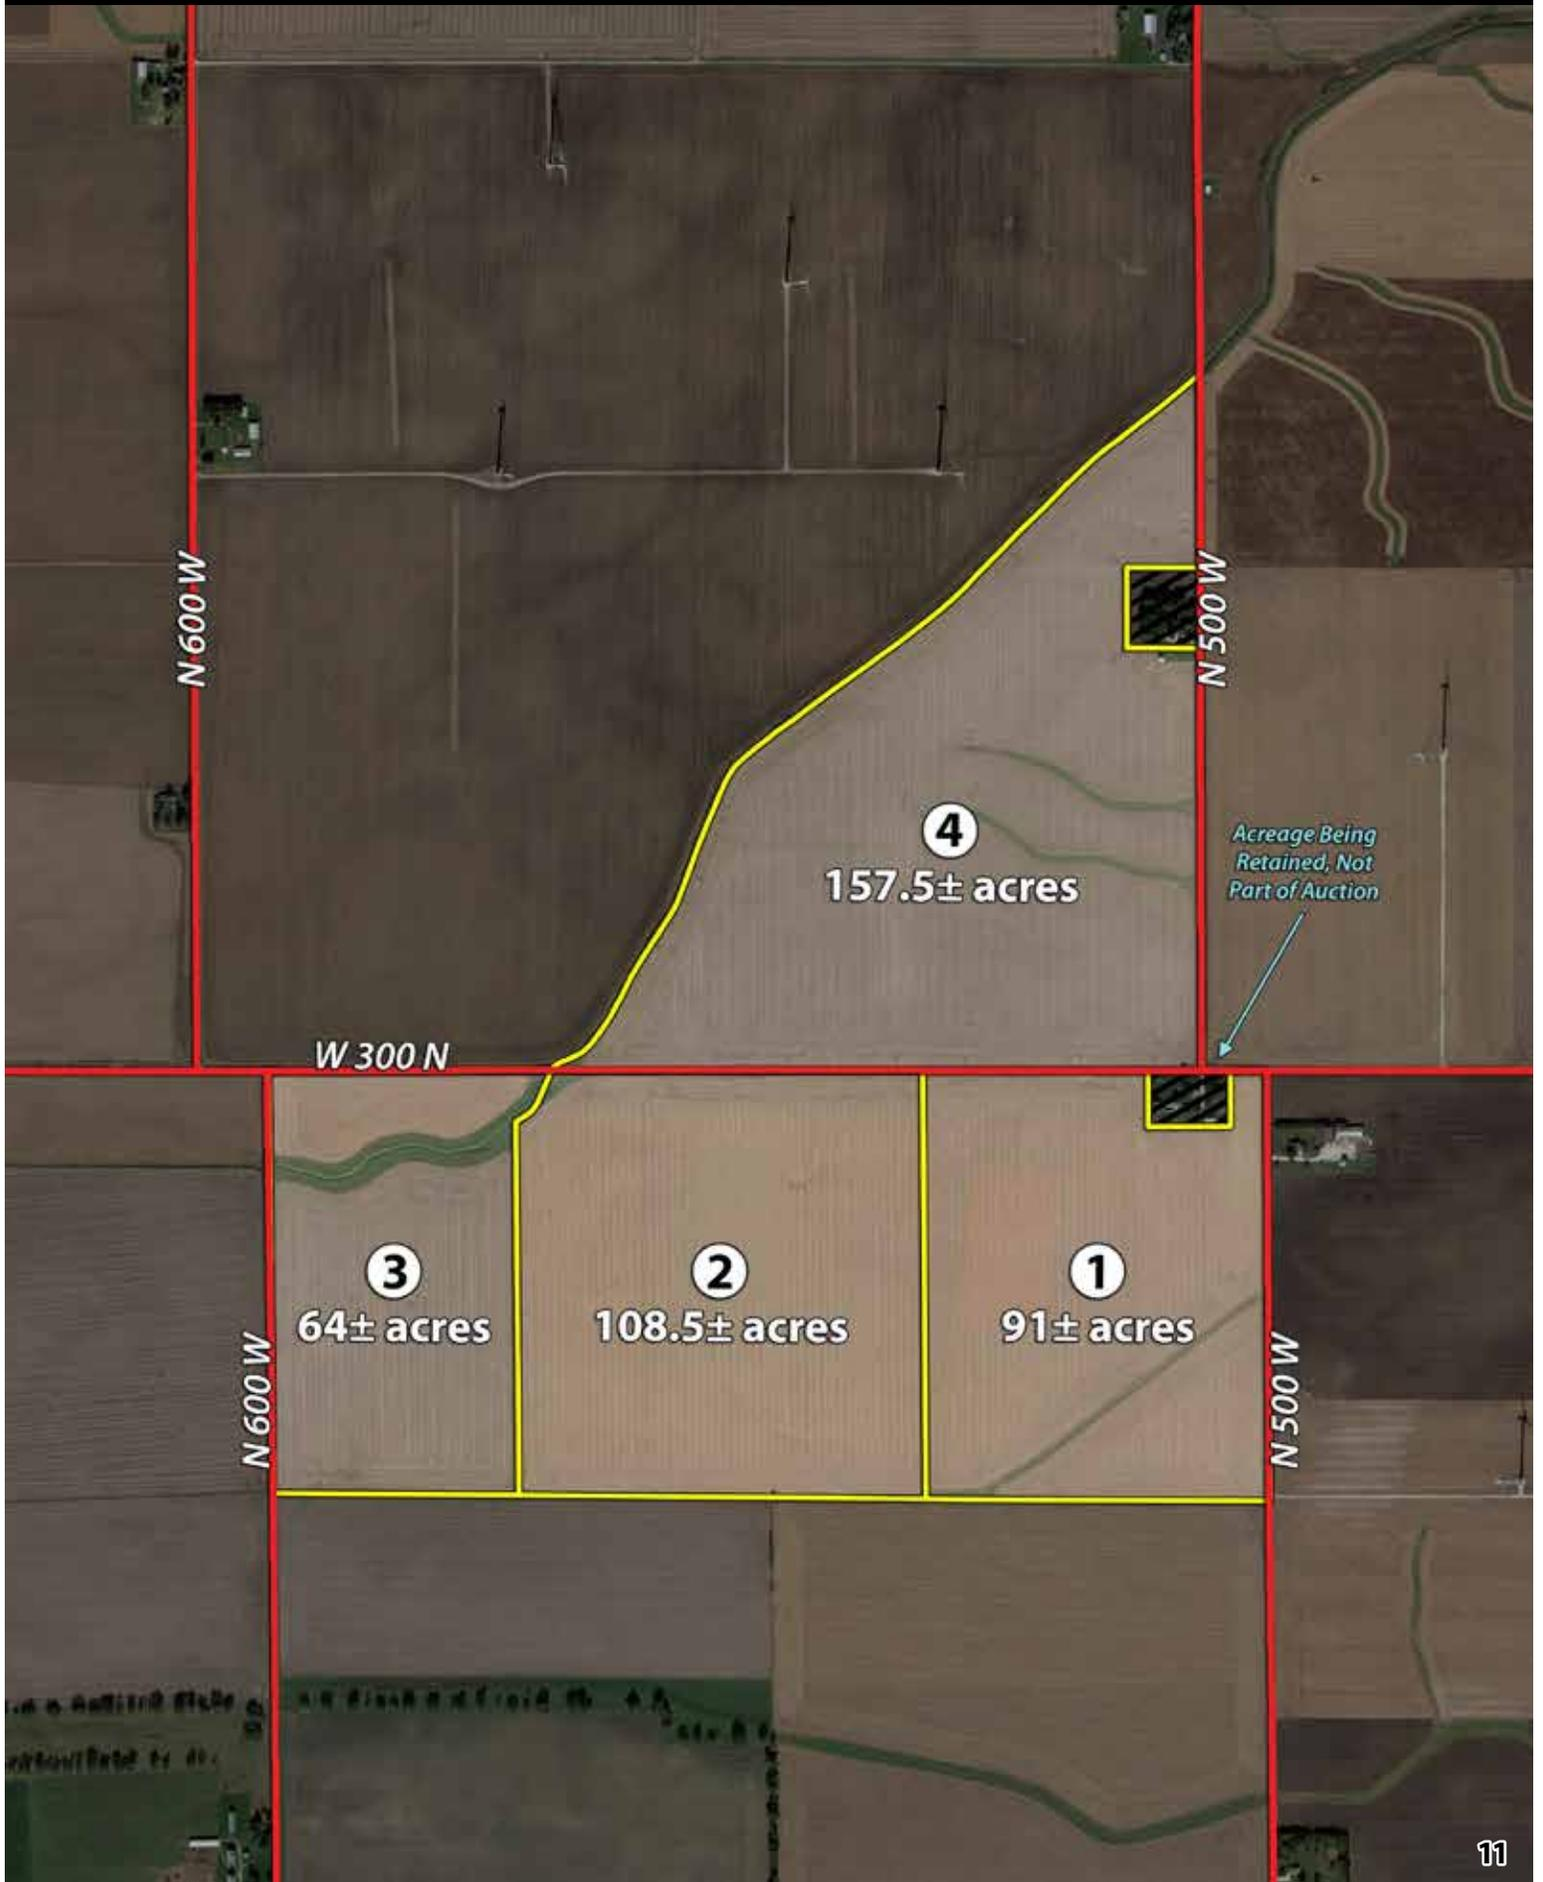 N 600 W
N 500 W
4
157.5± acres
Acreage Being
Retained, Not
Part of Auction
W 300 N
3
64± acres
2
108.5± acres
1
91± acres
N 600 W
N 500 W
11